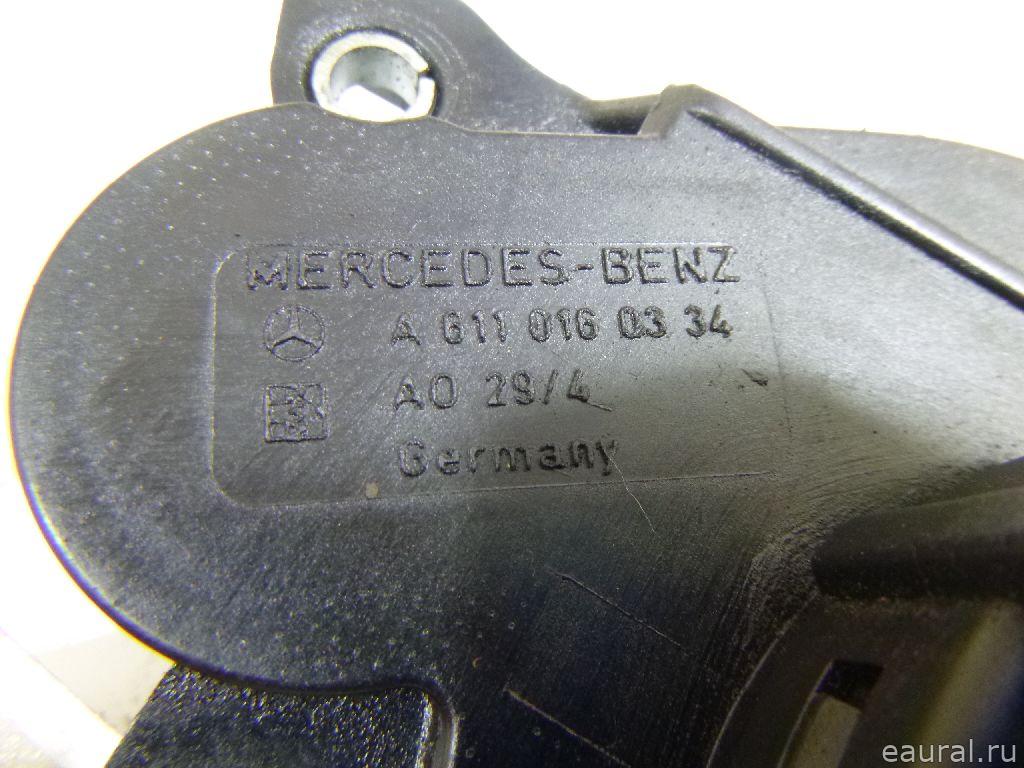 MERCEDES-BENZ
A 611 016 03 34
AO 29/4
Germany
eaural.ru